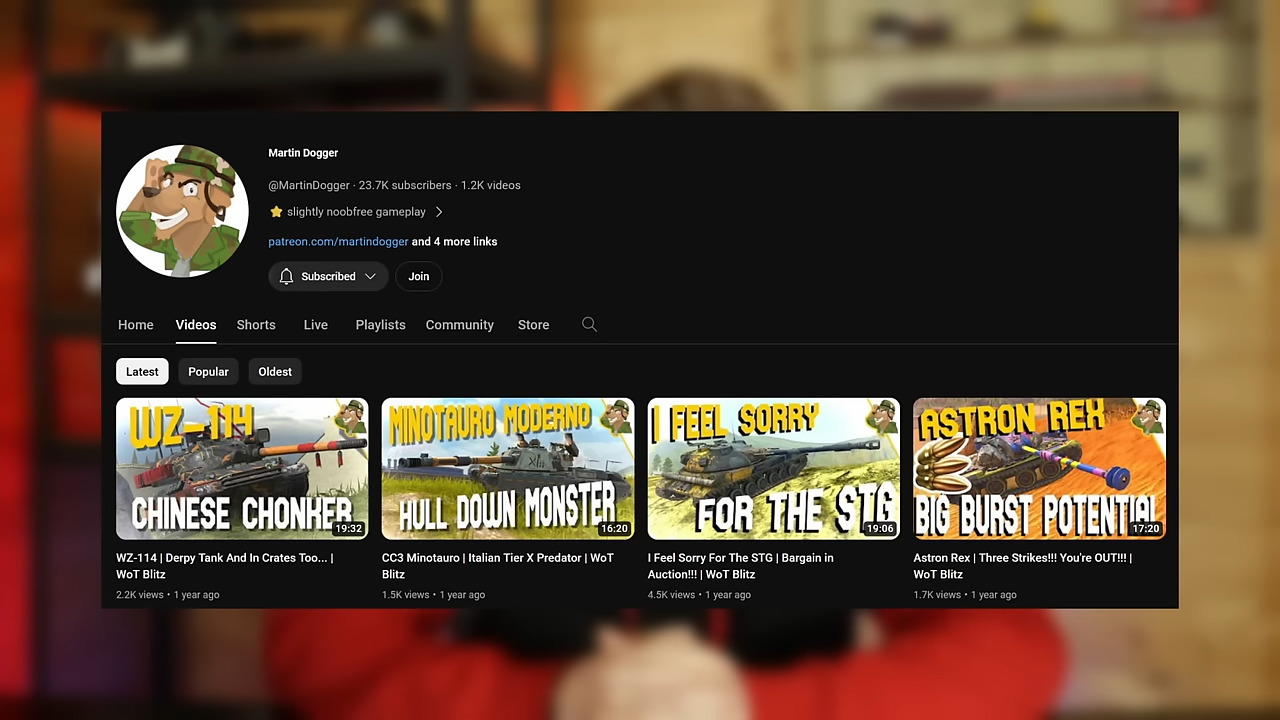 Martin Dogger
@MartinDogger · 23.7K subscribers · 1.2K videos
⭐ slightly noobfree gameplay
patreon.com/martindogger and 4 more links
Subscribed
Join
Home Videos Shorts Live Playlists Community Store
Latest Popular Oldest
WZ-114
CHINESE CHONKER
19:32
MINOTAURO MODERNO
HULL DOWN MONSTER
16:20
I FEEL SORRY
FOR THE STG
19:06
ASTRON REX
BIG BURST POTENTIAL
17:20
WZ-114 | Derpy Tank And In Crates Too... |
WoT Blitz
2.2K views • 1 year ago
CC3 Minotauro | Italian Tier X Predator | WoT
Blitz
1.5K views • 1 year ago
I Feel Sorry For The STG | Bargain in
Auction!!! | WoT Blitz
4.5K views • 1 year ago
Astron Rex | Three Strikes!!! You're OUT!!! |
WoT Blitz
1.7K views • 1 year ago